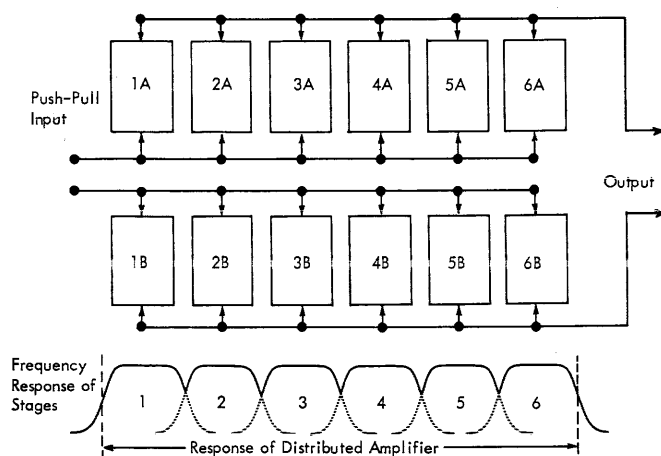 1A 2A 3A 4A 5A 6A
Push-Pull
Input
Output
1B 2B 3B 4B 5B 6B
Frequency
Response of
Stages
1 2 3 4 5 6
Response of Distributed Amplifier